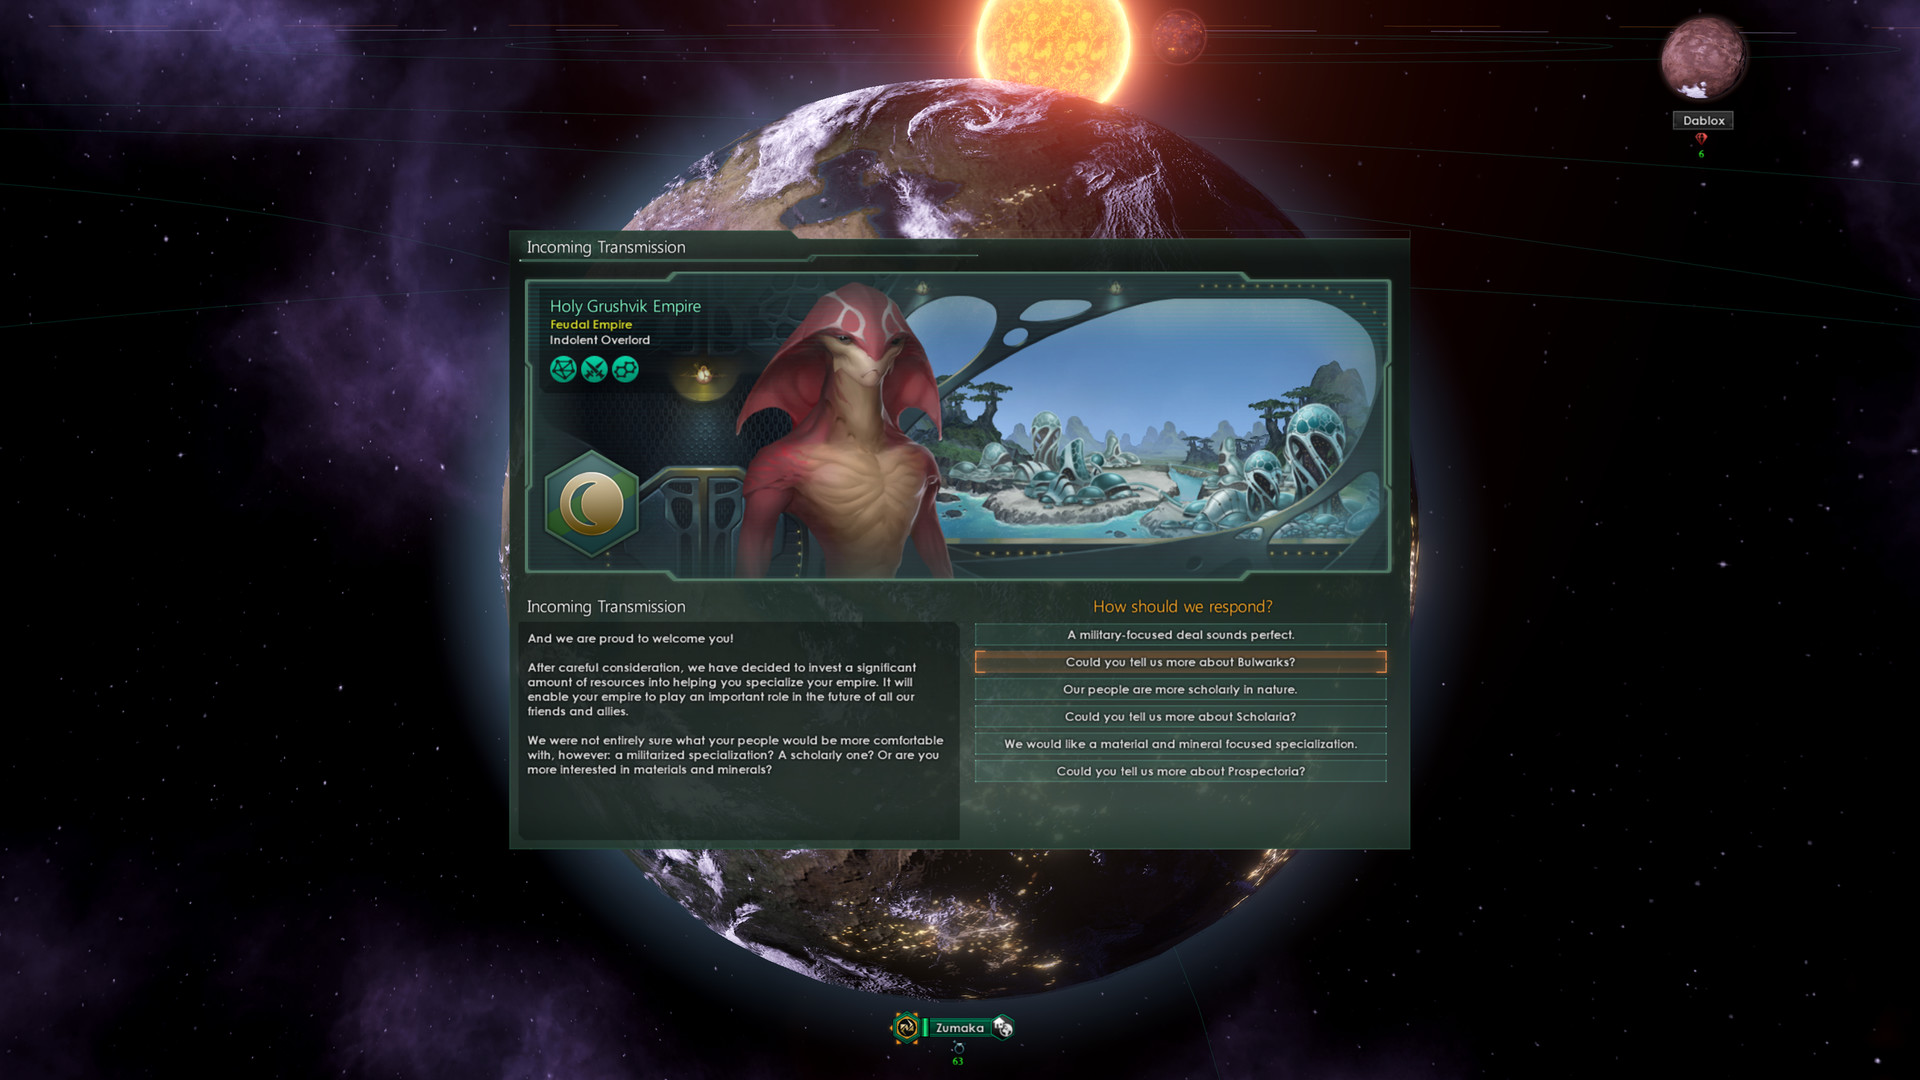 Dablox
6
Incoming Transmission
Holy Grushvik Empire
Feudal Empire
Indolent Overlord
Incoming Transmission
And we are proud to welcome you!
After careful consideration, we have decided to invest a significant
amount of resources into helping you specialize your empire. It will
enable your empire to play an important role in the future of all our
friends and allies.
We were not entirely sure what your people would be more comfortable
with, however: a militarized specialization? A scholarly one? Or are you
more interested in materials and minerals?
How should we respond?
A military-focused deal sounds perfect.
Could you tell us more about Bulwarks?
Our people are more scholarly in nature.
Could you tell us more about Scholaria?
We would like a material and mineral focused specialization.
Could you tell us more about Prospectoria?
Zumaka
63